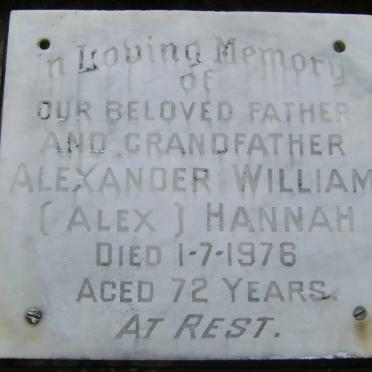 In Loving Memory
of
OUR BELOVED FATHER
AND GRANDFATHER
ALEXANDER WILLIAM
( ALEX ) HANNAH
DIED 1-7-1976
AGED 72 YEARS.
AT REST.